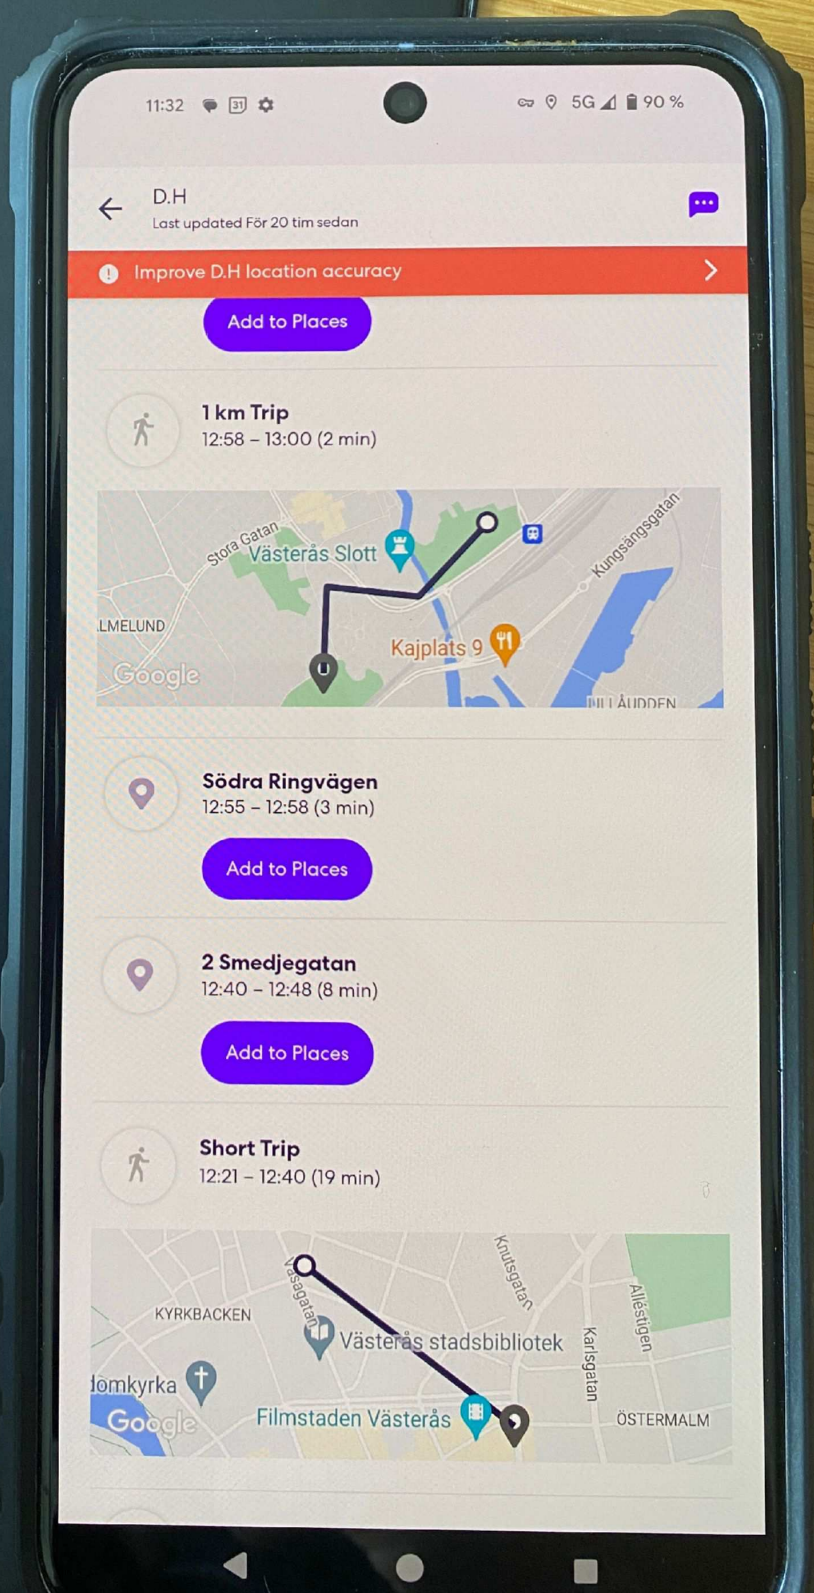 11:32 31 5G 90 %
D.H
Last updated För 20 tim sedan
Improve D.H location accuracy
Add to Places
1 km Trip
12:58 – 13:00 (2 min)
Stora Gatan
Västerås Slott
Kungsängsgatan
LMELUND
Kajplats 9
Google
LILLÅUDDEN
Södra Ringvägen
12:55 – 12:58 (3 min)
Add to Places
2 Smedjegatan
12:40 – 12:48 (8 min)
Add to Places
Short Trip
12:21 – 12:40 (19 min)
Vasagatan
Knutsgatan
Alléstigen
KYRKBACKEN
Västerås stadsbibliotek
Karlsgatan
domkyrka
Google
Filmstaden Västerås
ÖSTERMALM